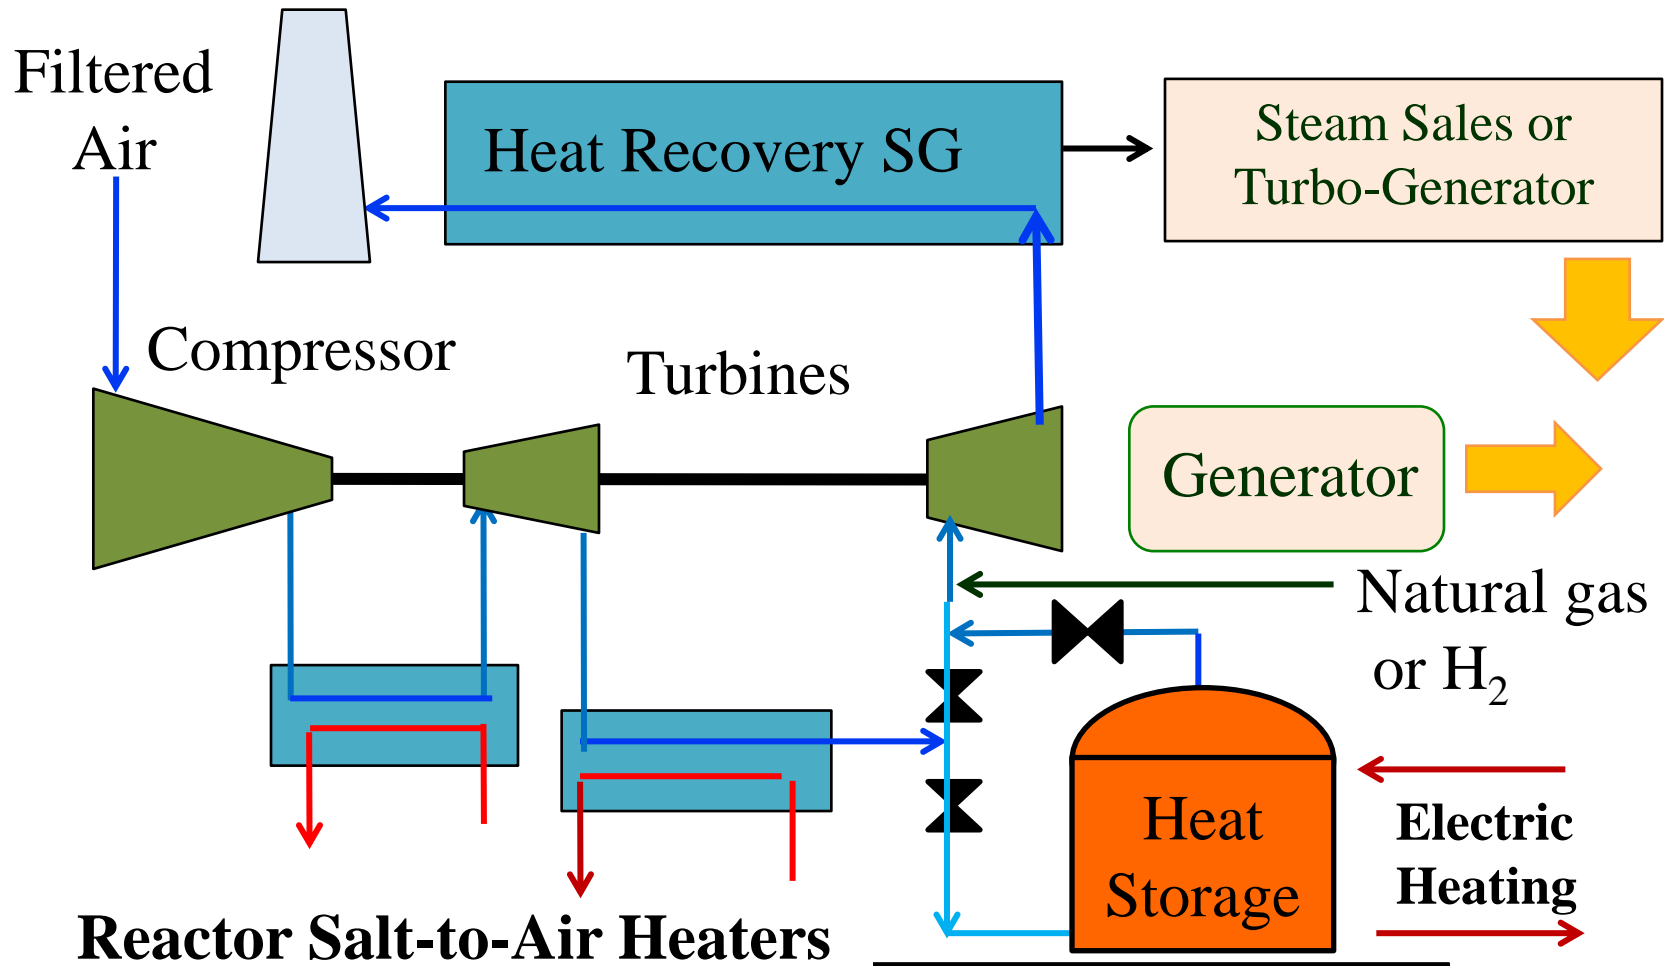 Filtered
Air
Heat Recovery SG
Steam Sales or
Turbo-Generator
Compressor
Turbines
Generator
Natural gas
or H₂
Heat
Storage
Electric
Heating
Reactor Salt-to-Air Heaters